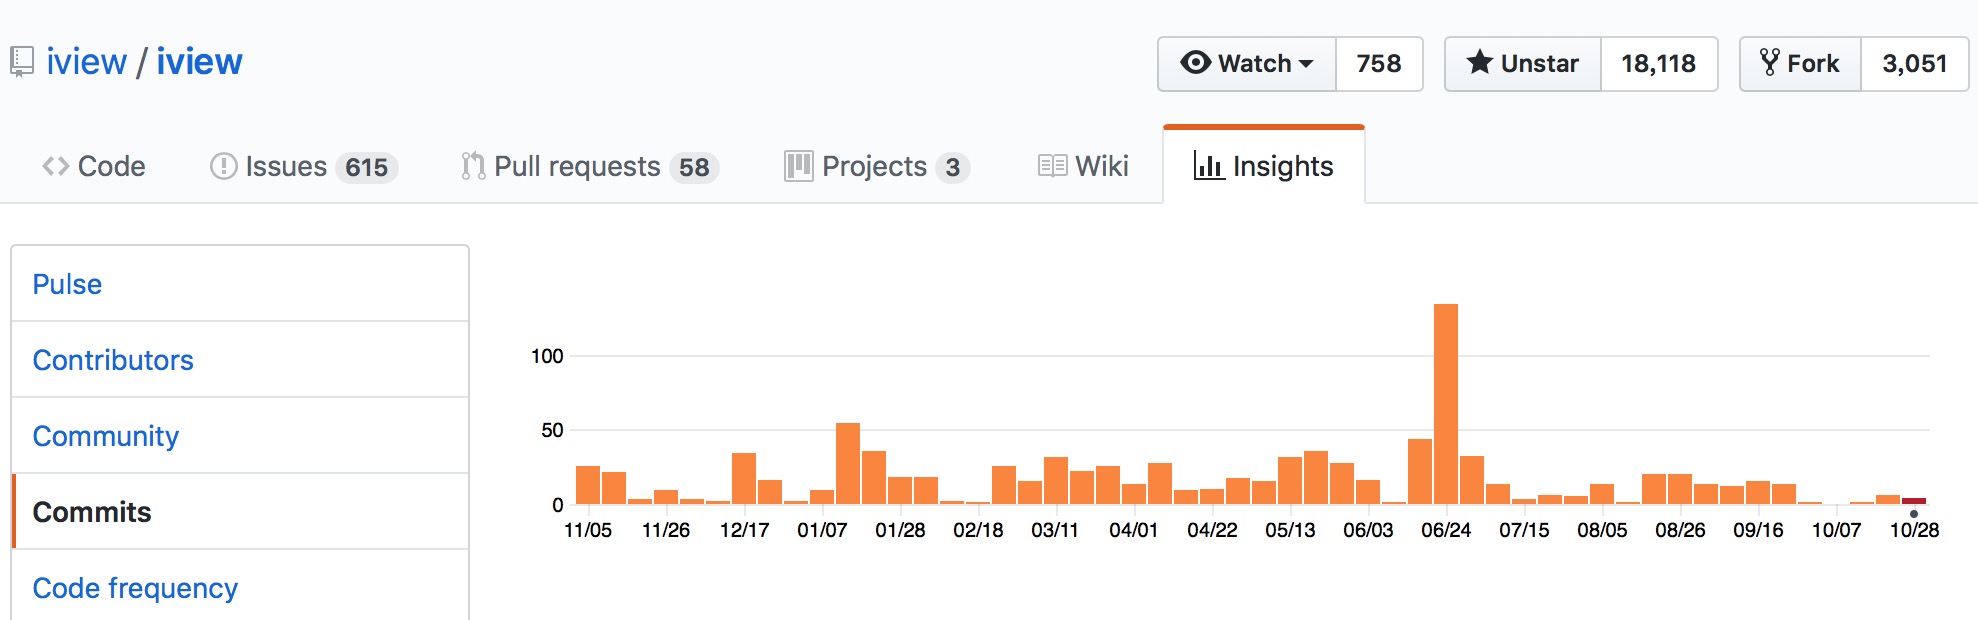 iview / iview
Watch 758 Unstar 18,118 Fork 3,051
Code Issues 615 Pull requests 58 Projects 3 Wiki Insights
Pulse
Contributors
Community
Commits
Code frequency
100
50
0
11/05 11/26 12/17 01/07 01/28 02/18 03/11 04/01 04/22 05/13 06/03 06/24 07/15 08/05 08/26 09/16 10/07 10/28